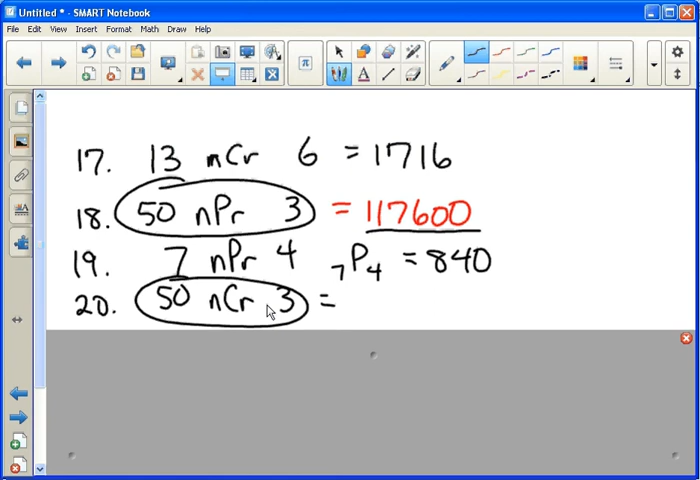 Untitled * - SMART Notebook
File Edit View Insert Format Tools Draw Help
17. 13 nCr 6 = 1716
18. 50 nPr 3 = 117600
19. 7 nPr 4 7P4 = 840
20. 50 nCr 3 =